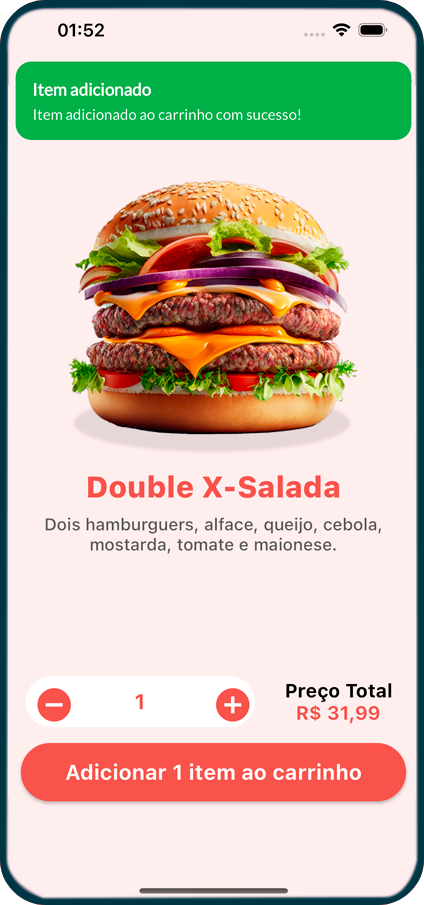 01:52
Item adicionado
Item adicionado ao carrinho com sucesso!
Double X-Salada
Dois hamburguers, alface, queijo, cebola,
mostarda, tomate e maionese.
1
Preço Total
R$ 31,99
Adicionar 1 item ao carrinho